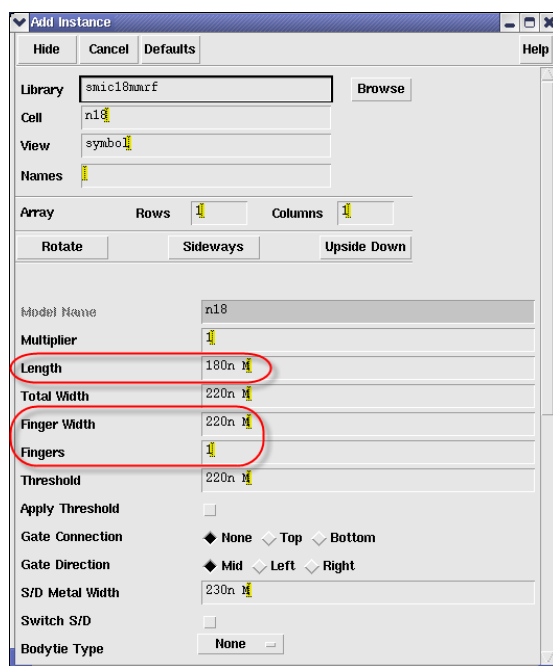 Add Instance
Hide Cancel Defaults Help
Library smic18mmrf Browse
Cell n18
View symbol
Names
Array Rows 1 Columns 1
Rotate Sideways Upside Down
Model Name n18
Multiplier 1
Length 180n M
Total Width 220n M
Finger Width 220n M
Fingers 1
Threshold 220n M
Apply Threshold
Gate Connection None Top Bottom
Gate Direction Mid Left Right
S/D Metal Width 230n M
Switch S/D
Bodytie Type None